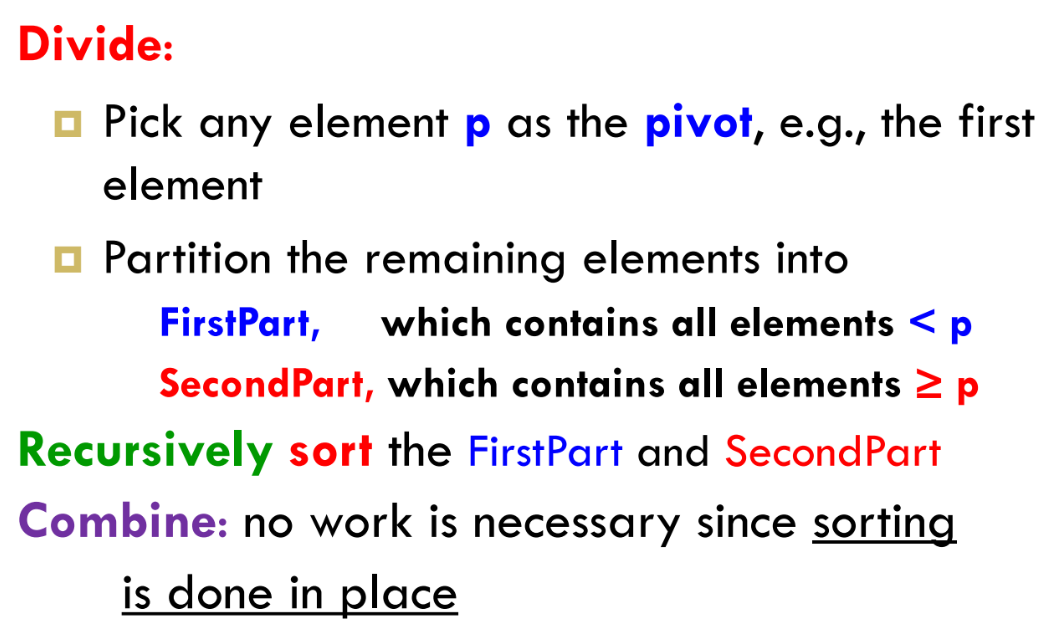 Divide:
Pick any element p as the pivot, e.g., the first
element
Partition the remaining elements into
FirstPart, which contains all elements < p
SecondPart, which contains all elements ≥ p
Recursively sort the FirstPart and SecondPart
Combine: no work is necessary since sorting
is done in place